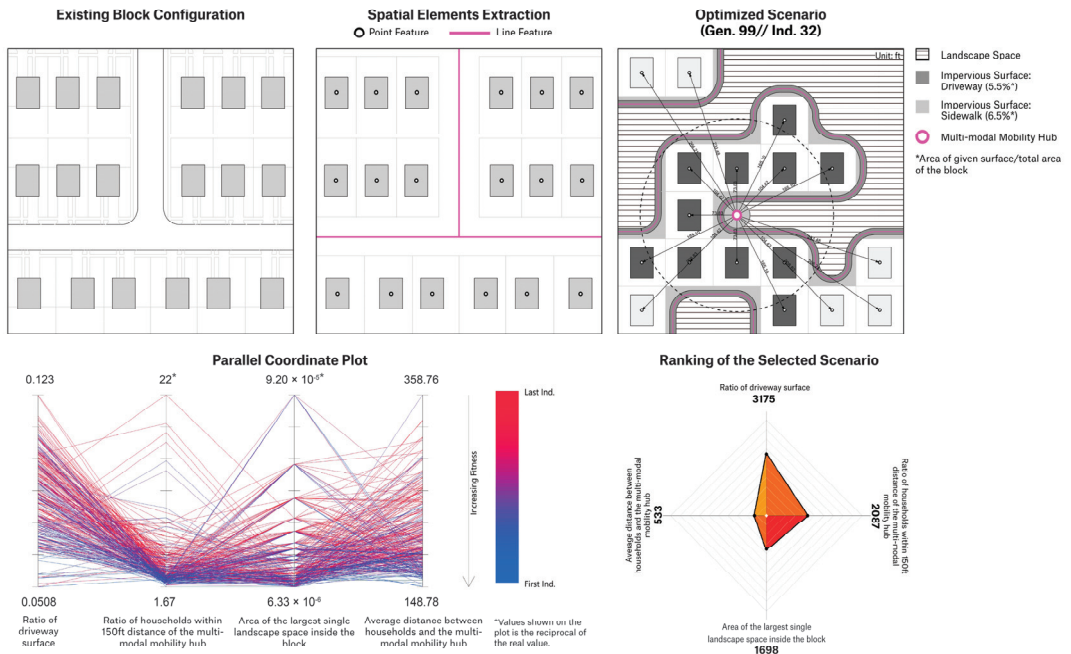 Existing Block Configuration
Spatial Elements Extraction
Point Feature
Line Feature
Optimized Scenario
(Gen. 99// Ind. 32)
Unit: ft
Landscape Space
Impervious Surface:
Driveway (5.5%*)
Impervious Surface:
Sidewalk (6.5%*)
Multi-modal Mobility Hub
*Area of given surface/total area
of the block
Parallel Coordinate Plot
0.123
22*
9.20 × 10⁻⁵*
358.76
Last Ind.
Increasing Fitness
First Ind.
0.0508
1.67
6.33 × 10⁻⁶
148.78
Ratio of
driveway
surface
Ratio of households within
150ft distance of the multi-
modal mobility hub
Area of the largest single
landscape space inside the
block
Average distance between
households and the multi-
modal mobility hub
*Values shown on the
plot is the reciprocal of
the real value.
Ranking of the Selected Scenario
Ratio of driveway surface
3175
Average distance between
households and the multi-modal
mobility hub
533
Ratio of households within 150ft
distance of the multi-modal
mobility hub
2087
Area of the largest single
landscape space inside the block
1698